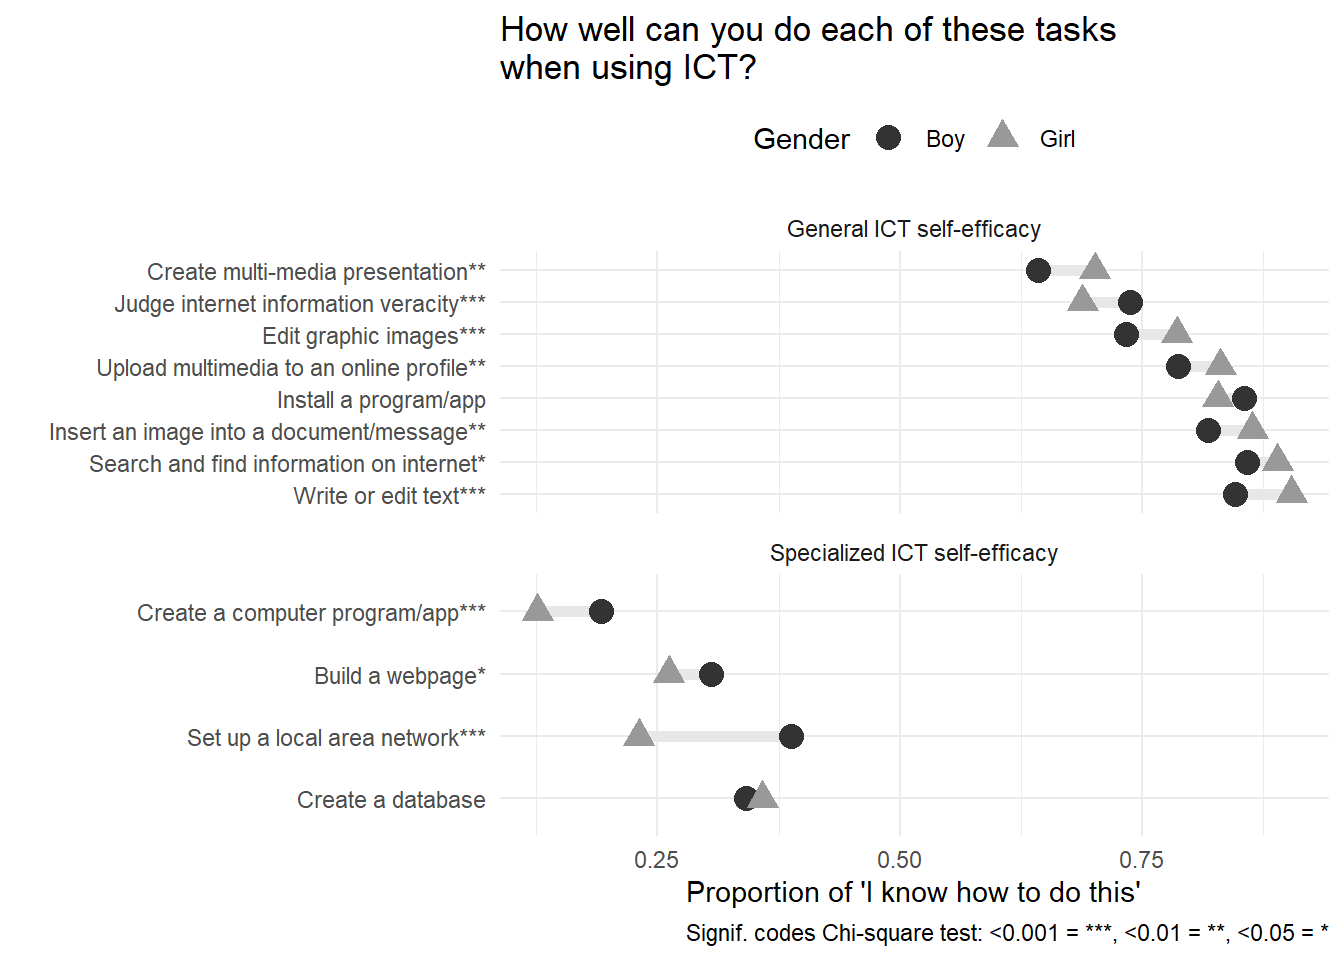 How well can you do each of these tasks
when using ICT?
Gender Boy Girl
General ICT self-efficacy
Create multi-media presentation**
Judge internet information veracity***
Edit graphic images***
Upload multimedia to an online profile**
Install a program/app
Insert an image into a document/message**
Search and find information on internet*
Write or edit text***
Specialized ICT self-efficacy
Create a computer program/app***
Build a webpage*
Set up a local area network***
Create a database
0.25 0.50 0.75
Proportion of 'I know how to do this'
Signif. codes Chi-square test: <0.001 = ***, <0.01 = **, <0.05 = *